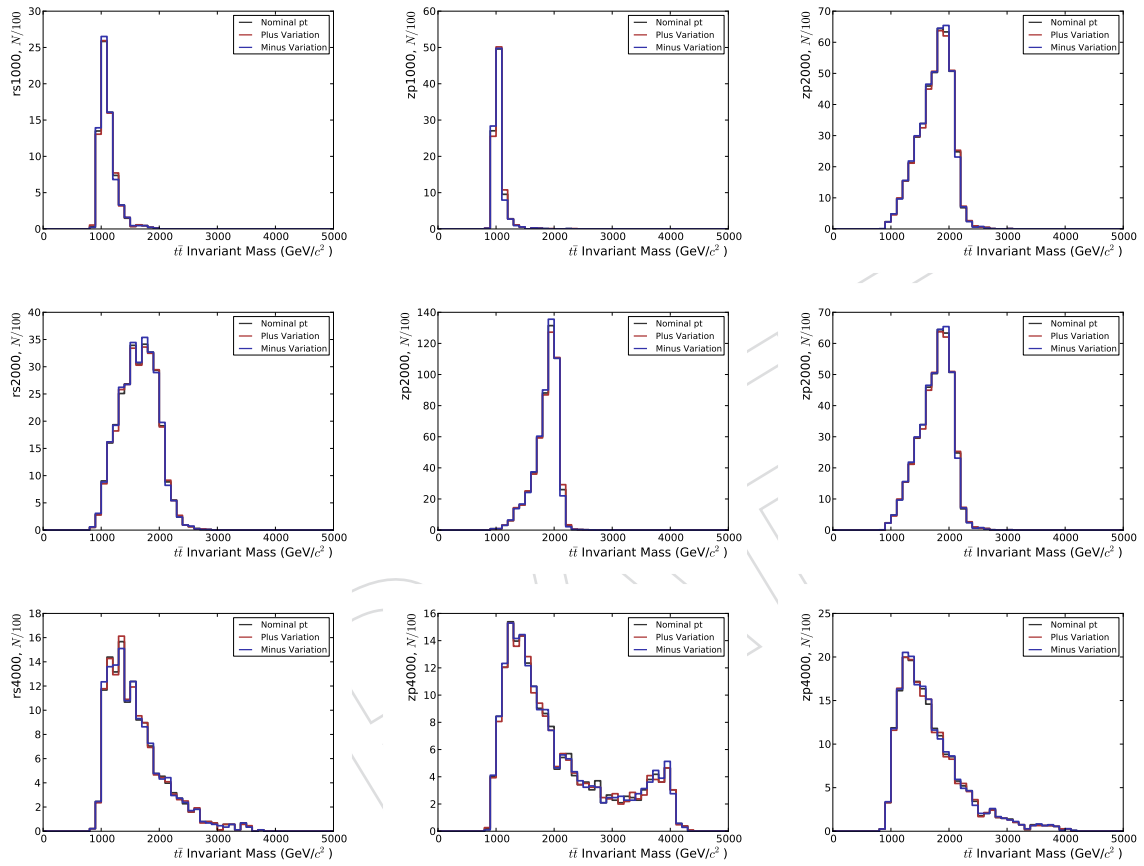 rs1000, N/100
30
25
20
15
10
5
0
0 1000 2000 3000 4000 5000
tt̄ Invariant Mass (GeV/c²)
Nominal pt
Plus Variation
Minus Variation
zp1000, N/100
60
50
40
30
20
10
0
0 1000 2000 3000 4000 5000
tt̄ Invariant Mass (GeV/c²)
Nominal pt
Plus Variation
Minus Variation
zp2000, N/100
70
60
50
40
30
20
10
0
0 1000 2000 3000 4000 5000
tt̄ Invariant Mass (GeV/c²)
Nominal pt
Plus Variation
Minus Variation
rs2000, N/100
40
35
30
25
20
15
10
5
0
0 1000 2000 3000 4000 5000
tt̄ Invariant Mass (GeV/c²)
Nominal pt
Plus Variation
Minus Variation
zp2000, N/100
140
120
100
80
60
40
20
0
0 1000 2000 3000 4000 5000
tt̄ Invariant Mass (GeV/c²)
Nominal pt
Plus Variation
Minus Variation
zp2000, N/100
70
60
50
40
30
20
10
0
0 1000 2000 3000 4000 5000
tt̄ Invariant Mass (GeV/c²)
Nominal pt
Plus Variation
Minus Variation
rs4000, N/100
18
16
14
12
10
8
6
4
2
0
0 1000 2000 3000 4000 5000
tt̄ Invariant Mass (GeV/c²)
Nominal pt
Plus Variation
Minus Variation
zp4000, N/100
16
14
12
10
8
6
4
2
0
0 1000 2000 3000 4000 5000
tt̄ Invariant Mass (GeV/c²)
Nominal pt
Plus Variation
Minus Variation
zp4000, N/100
25
20
15
10
5
0
0 1000 2000 3000 4000 5000
tt̄ Invariant Mass (GeV/c²)
Nominal pt
Plus Variation
Minus Variation